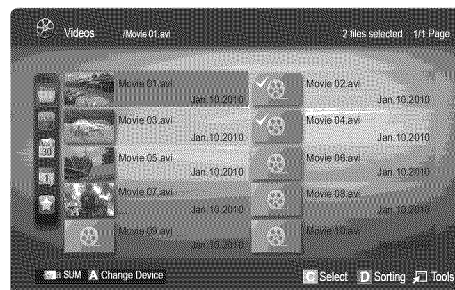 Videos /Movie 01.avi 2 files selected 1/1 Page
Movie 01.avi Movie 02.avi
Jan.10.2010 Jan.10.2010
Movie 03.avi Movie 04.avi
Jan.10.2010 Jan.10.2010
Movie 05.avi Movie 06.avi
Jan.10.2010 Jan.10.2010
Movie 07.avi Movie 08.avi
Jan.10.2010 Jan.10.2010
Movie 09.avi Movie 10.avi
Jan.10.2010 Jan.10.2010
SUM A Change Device C Select D Sorting Tools